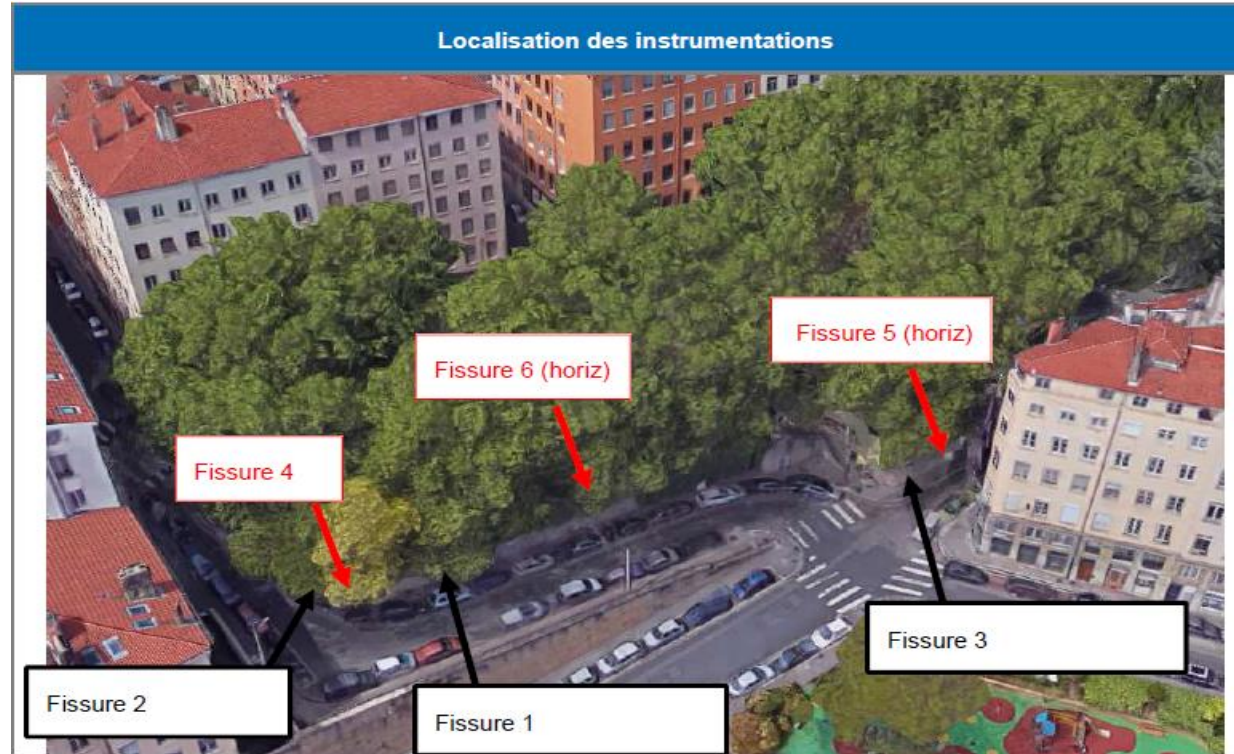 Localisation des instrumentations
Fissure 5 (horiz)
Fissure 6 (horiz)
Fissure 4
Fissure 3
Fissure 2
Fissure 1